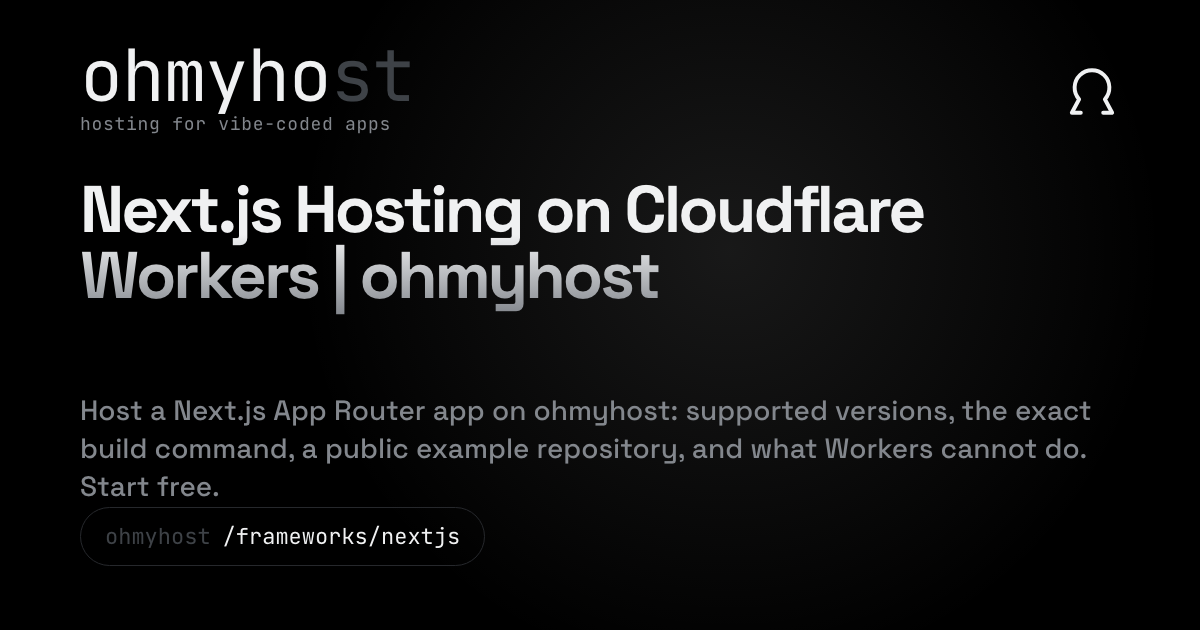 ohmyhost
hosting for vibe-coded apps
Next.js Hosting on Cloudflare
Workers | ohmyhost
Host a Next.js App Router app on ohmyhost: supported versions, the exact
build command, a public example repository, and what Workers cannot do.
Start free.
ohmyhost /frameworks/nextjs